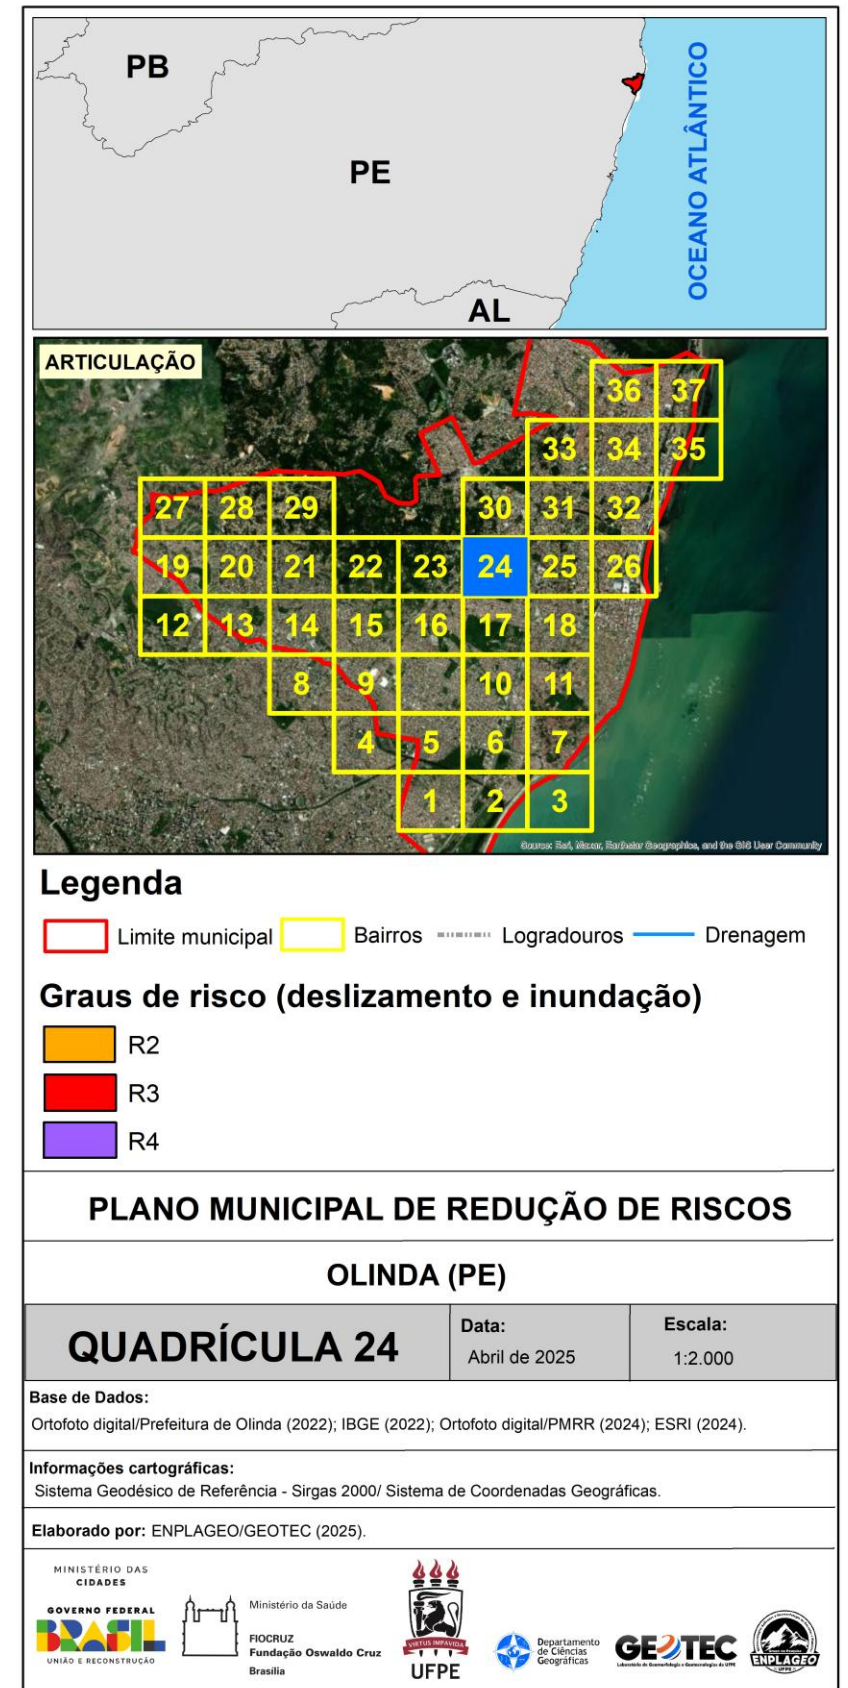 PB
PE
AL
OCEANO ATLÂNTICO
ARTICULAÇÃO
36 37
33 34 35
27 28 29 30 31 32
19 20 21 22 23 24 25 26
12 13 14 15 16 17 18
8 9 10 11
4 5 6 7
1 2 3
Source: Esri, Maxar, Earthstar Geographics, and the GIS User Community
Legenda
Limite municipal Bairros Logradouros Drenagem
Graus de risco (deslizamento e inundação)
R2
R3
R4
PLANO MUNICIPAL DE REDUÇÃO DE RISCOS
OLINDA (PE)
QUADRÍCULA 24
Data:
Abril de 2025
Escala:
1:2.000
Base de Dados:
Ortofoto digital/Prefeitura de Olinda (2022); IBGE (2022); Ortofoto digital/PMRR (2024); ESRI (2024).
Informações cartográficas:
Sistema Geodésico de Referência - Sirgas 2000/ Sistema de Coordenadas Geográficas.
Elaborado por: ENPLAGEO/GEOTEC (2025).
MINISTÉRIO DAS
CIDADES
GOVERNO FEDERAL
BRASIL
UNIÃO E RECONSTRUÇÃO
Ministério da Saúde
FIOCRUZ
Fundação Oswaldo Cruz
Brasília
VIRTUS IMPAVIDA
UFPE
Departamento
de Ciências
Geográficas
GEOTEC
Laboratório de Geomorfologia e Geotecnologias da UFPE
ENPLAGEO
UFPE